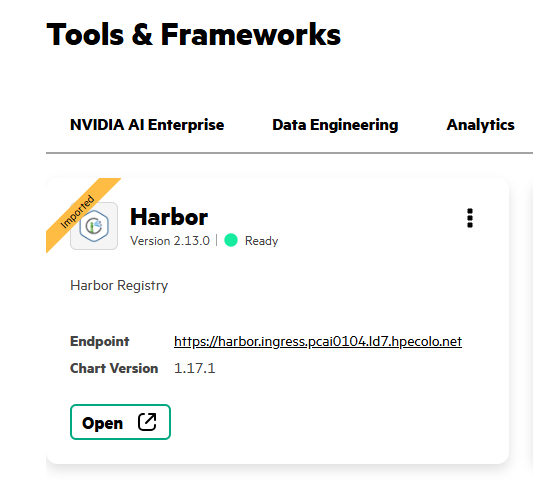 Tools & Frameworks
NVIDIA AI Enterprise Data Engineering Analytics
Imported
Harbor
Version 2.13.0 | Ready
Harbor Registry
Endpoint https://harbor.ingress.pcai0104.ld7.hpecolo.net
Chart Version 1.17.1
Open